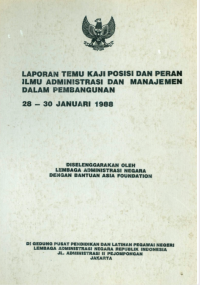 LAPORAN TEMU KAJI POSISI DAN PERAN
ILMU ADMINISTRASI DAN MANAJEMEN
DALAM PEMBANGUNAN
28 - 30 JANUARI 1988
DISELENGGARAKAN OLEH
LEMBAGA ADMINISTRASI NEGARA
DENGAN BANTUAN ASIA FOUNDATION
DI GEDUNG PUSAT PENDIDIKAN DAN LATIHAN PEGAWAI NEGERI
LEMBAGA ADMINISTRASI NEGARA REPUBLIK INDONESIA
JL. ADMINISTRASI II PEJOMPONGAN
JAKARTA